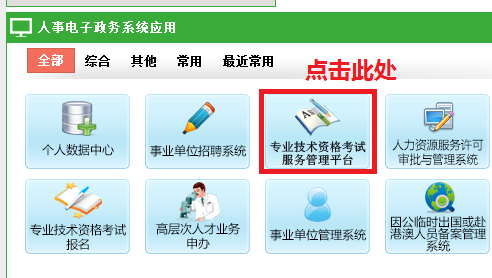 人事电子政务系统应用
全部 综合 其他 常用 最近常用
点击此处
个人数据中心
事业单位招聘系统
专业技术资格考试
服务管理平台
人力资源服务许可
审批与管理系统
专业技术资格考试
报名
高层次人才业务
申办
事业单位管理系统
因公临时出国或赴
港澳人员备案管理
系统